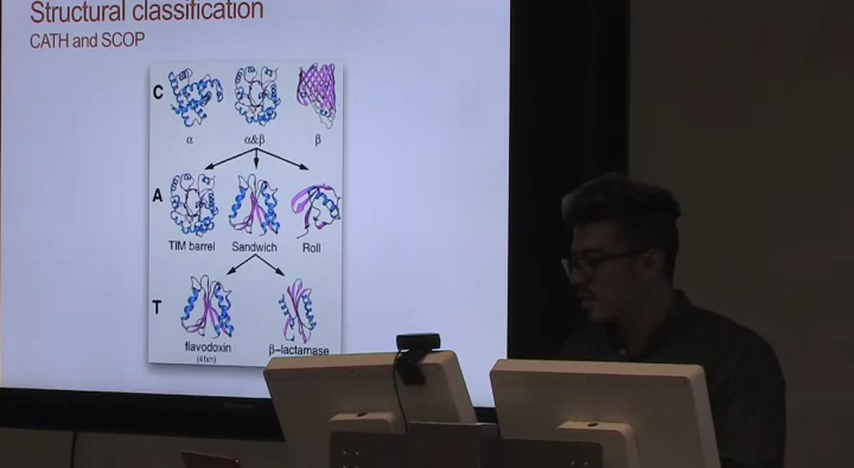 Structural classification
CATH and SCOP
C
α α&β β
A
TIM barrel Sandwich Roll
T
flavodoxin β-lactamase
(4fxn)